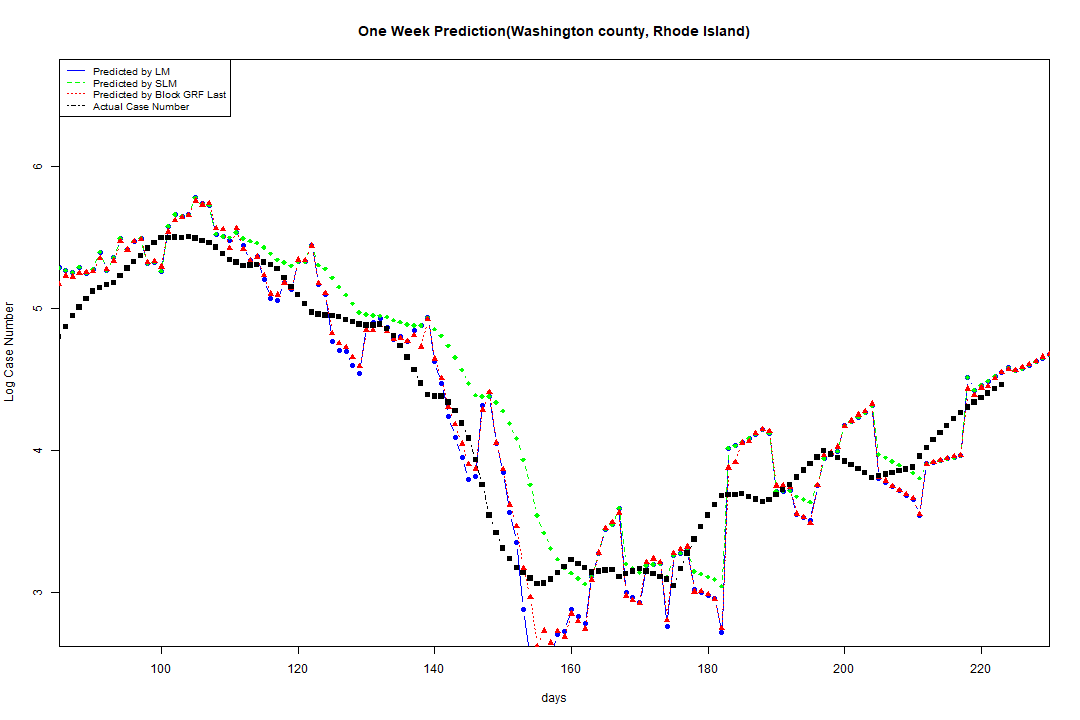 One Week Prediction(Washington county, Rhode Island)
Predicted by LM
Predicted by SLM
Predicted by Block GRF Last
Actual Case Number
6
5
4
3
Log Case Number
100 120 140 160 180 200 220
days